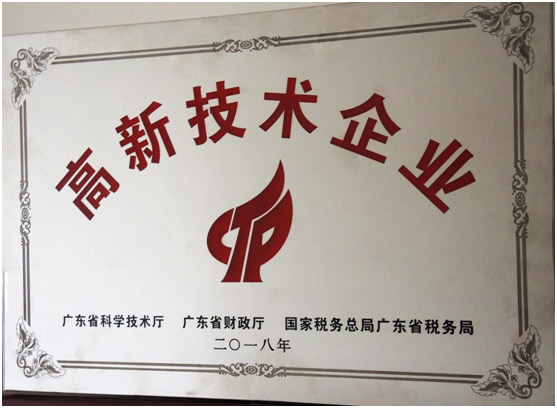 高新技术企业
广东省科学技术厅 广东省财政厅 国家税务总局广东省税务局
二〇一八年